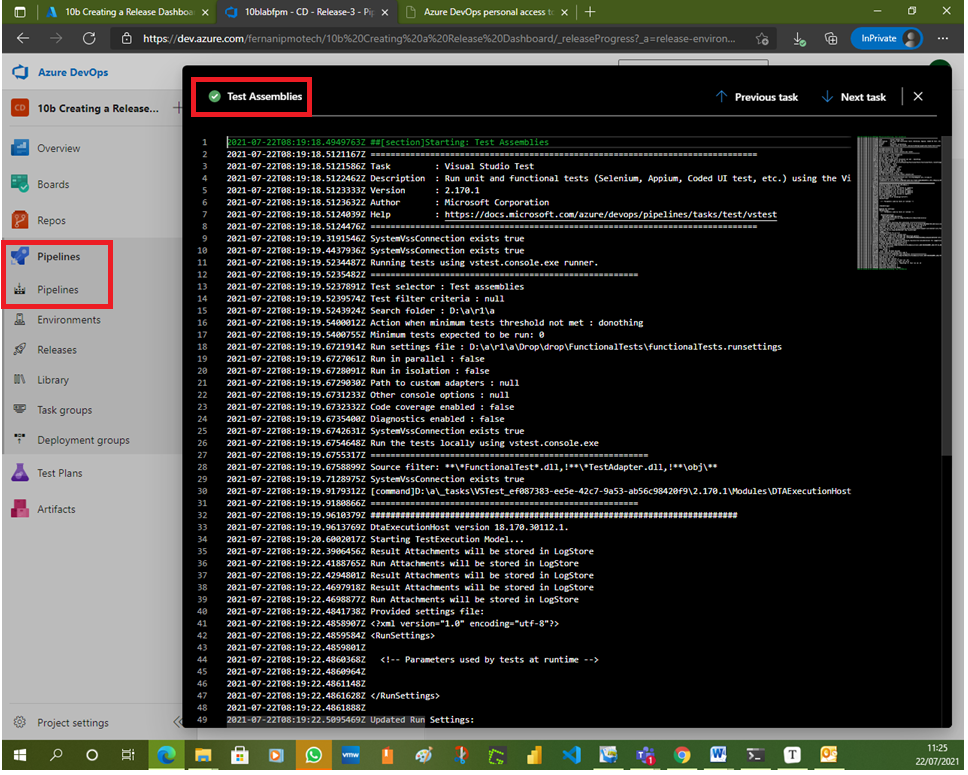 10b Creating a Release Dashboa
10blabfpm - CD - Release-3 - Pip
Azure DevOps personal access to
https://dev.azure.com/fernanipmotech/10b%20Creating%20a%20Release%20Dashboard/_releaseProgress?_a=release-environ...
InPrivate
Azure DevOps
CD
10b Creating a Release...
Overview
Boards
Repos
Pipelines
Pipelines
Environments
Releases
Library
Task groups
Deployment groups
Test Plans
Artifacts
Project settings
Test Assemblies
Previous task
Next task
1 2021-07-22T08:19:18.4949763Z ##[section]Starting: Test Assemblies
2 2021-07-22T08:19:18.5121167Z ==============================================================================
3 2021-07-22T08:19:18.5121586Z Task : Visual Studio Test
4 2021-07-22T08:19:18.5122462Z Description : Run unit and functional tests (Selenium, Appium, Coded UI test, etc.) using the Vi
5 2021-07-22T08:19:18.5123333Z Version : 2.170.1
6 2021-07-22T08:19:18.5123632Z Author : Microsoft Corporation
7 2021-07-22T08:19:18.5124039Z Help : https://docs.microsoft.com/azure/devops/pipelines/tasks/test/vstest
8 2021-07-22T08:19:18.5124476Z ==============================================================================
9 2021-07-22T08:19:19.3191546Z SystemVssConnection exists true
10 2021-07-22T08:19:19.4437936Z SystemVssConnection exists true
11 2021-07-22T08:19:19.5234487Z Running tests using vstest.console.exe runner.
12 2021-07-22T08:19:19.5235482Z ======================================================
13 2021-07-22T08:19:19.5237891Z Test selector : Test assemblies
14 2021-07-22T08:19:19.5239574Z Test filter criteria : null
15 2021-07-22T08:19:19.5243924Z Search folder : D:\a\r1\a
16 2021-07-22T08:19:19.5400012Z Action when minimum tests threshold not met : donothing
17 2021-07-22T08:19:19.5400755Z Minimum tests expected to be run: 0
18 2021-07-22T08:19:19.6721914Z Run settings file : D:\a\r1\a\Drop\drop\FunctionalTests\functionalTests.runsettings
19 2021-07-22T08:19:19.6727061Z Run in parallel : false
20 2021-07-22T08:19:19.6728091Z Run in isolation : false
21 2021-07-22T08:19:19.6729030Z Path to custom adapters : null
22 2021-07-22T08:19:19.6731233Z Other console options : null
23 2021-07-22T08:19:19.6732332Z Code coverage enabled : false
24 2021-07-22T08:19:19.6735400Z Diagnostics enabled : false
25 2021-07-22T08:19:19.6742631Z SystemVssConnection exists true
26 2021-07-22T08:19:19.6754648Z Run the tests locally using vstest.console.exe
27 2021-07-22T08:19:19.6755317Z ========================================================
28 2021-07-22T08:19:19.6758899Z Source filter: **\*FunctionalTest*.dll,!**\*TestAdapter.dll,!**\obj\**
29 2021-07-22T08:19:19.7128975Z SystemVssConnection exists true
30 2021-07-22T08:19:19.9179312Z [command]D:\a\_tasks\VSTest_ef087383-ee5e-42c7-9a53-ab56c98420f9\2.170.1\Modules\DTAExecutionHost
31 2021-07-22T08:19:19.9180866Z ======================================================
32 2021-07-22T08:19:19.9610379Z ##########################################################################
33 2021-07-22T08:19:19.9613769Z DtaExecutionHost version 18.170.30112.1.
34 2021-07-22T08:19:20.6002017Z Starting TestExecution Model...
35 2021-07-22T08:19:22.3906456Z Result Attachments will be stored in LogStore
36 2021-07-22T08:19:22.4188765Z Run Attachments will be stored in LogStore
37 2021-07-22T08:19:22.4294801Z Result Attachments will be stored in LogStore
38 2021-07-22T08:19:22.4697918Z Result Attachments will be stored in LogStore
39 2021-07-22T08:19:22.4698877Z Run Attachments will be stored in LogStore
40 2021-07-22T08:19:22.4841738Z Provided settings file:
41 2021-07-22T08:19:22.4858907Z <?xml version="1.0" encoding="utf-8"?>
42 2021-07-22T08:19:22.4859584Z <RunSettings>
43 2021-07-22T08:19:22.4859801Z
44 2021-07-22T08:19:22.4860368Z <!-- Parameters used by tests at runtime -->
45 2021-07-22T08:19:22.4860964Z
46 2021-07-22T08:19:22.4861148Z
47 2021-07-22T08:19:22.4861628Z </RunSettings>
48 2021-07-22T08:19:22.4861888Z
49 2021-07-22T08:19:22.5095469Z Updated Run Settings:
11:25
22/07/2021